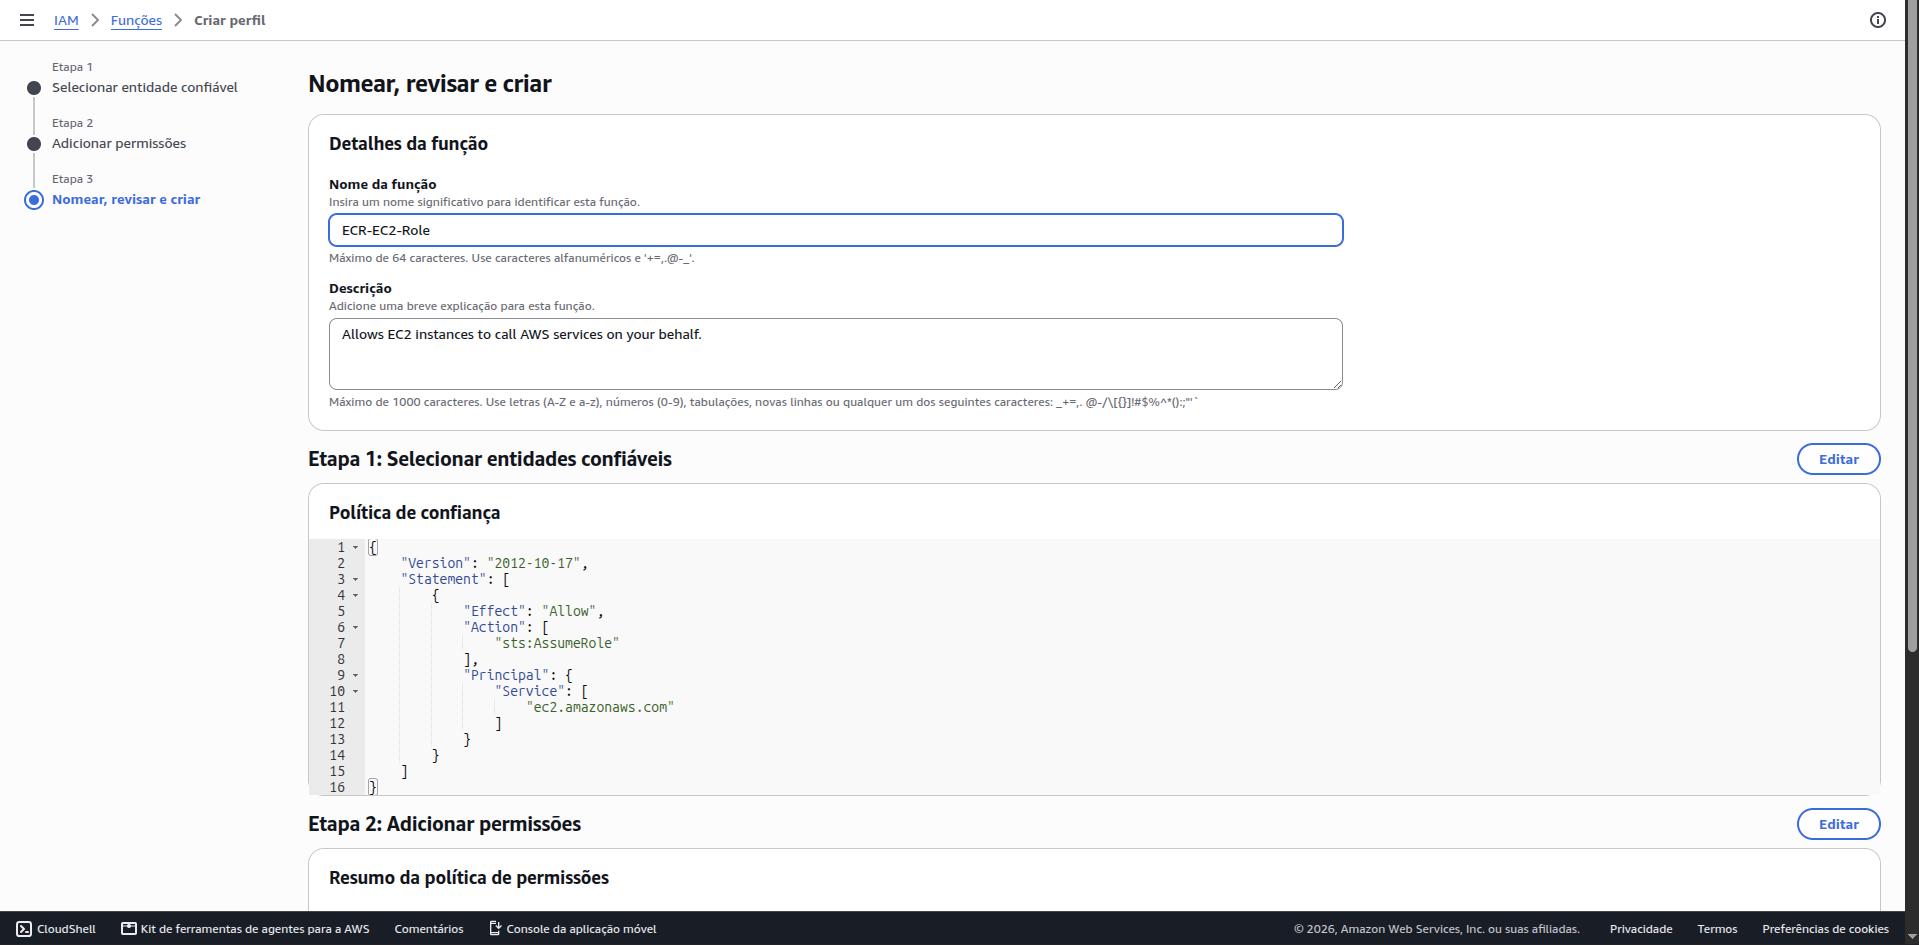 IAM > Funções > Criar perfil
Etapa 1
Selecionar entidade confiável
Etapa 2
Adicionar permissões
Etapa 3
Nomear, revisar e criar
Nomear, revisar e criar
Detalhes da função
Nome da função
Insira um nome significativo para identificar esta função.
ECR-EC2-Role
Máximo de 64 caracteres. Use caracteres alfanuméricos e '+=,.@-_'.
Descrição
Adicione uma breve explicação para esta função.
Allows EC2 instances to call AWS services on your behalf.
Máximo de 1000 caracteres. Use letras (A-Z e a-z), números (0-9), tabulações, novas linhas ou qualquer um dos seguintes caracteres: _+=,. @-/\[{}]!#$%^*();:"'`
Etapa 1: Selecionar entidades confiáveis
Editar
Política de confiança
1 {
2     "Version": "2012-10-17",
3     "Statement": [
4         {
5             "Effect": "Allow",
6             "Action": [
7                 "sts:AssumeRole"
8             ],
9             "Principal": {
10                 "Service": [
11                     "ec2.amazonaws.com"
12                 ]
13             }
14         }
15     ]
16 }
Etapa 2: Adicionar permissões
Editar
Resumo da política de permissões
CloudShell
Kit de ferramentas de agentes para a AWS
Comentários
Console da aplicação móvel
© 2026, Amazon Web Services, Inc. ou suas afiliadas.
Privacidade
Termos
Preferências de cookies